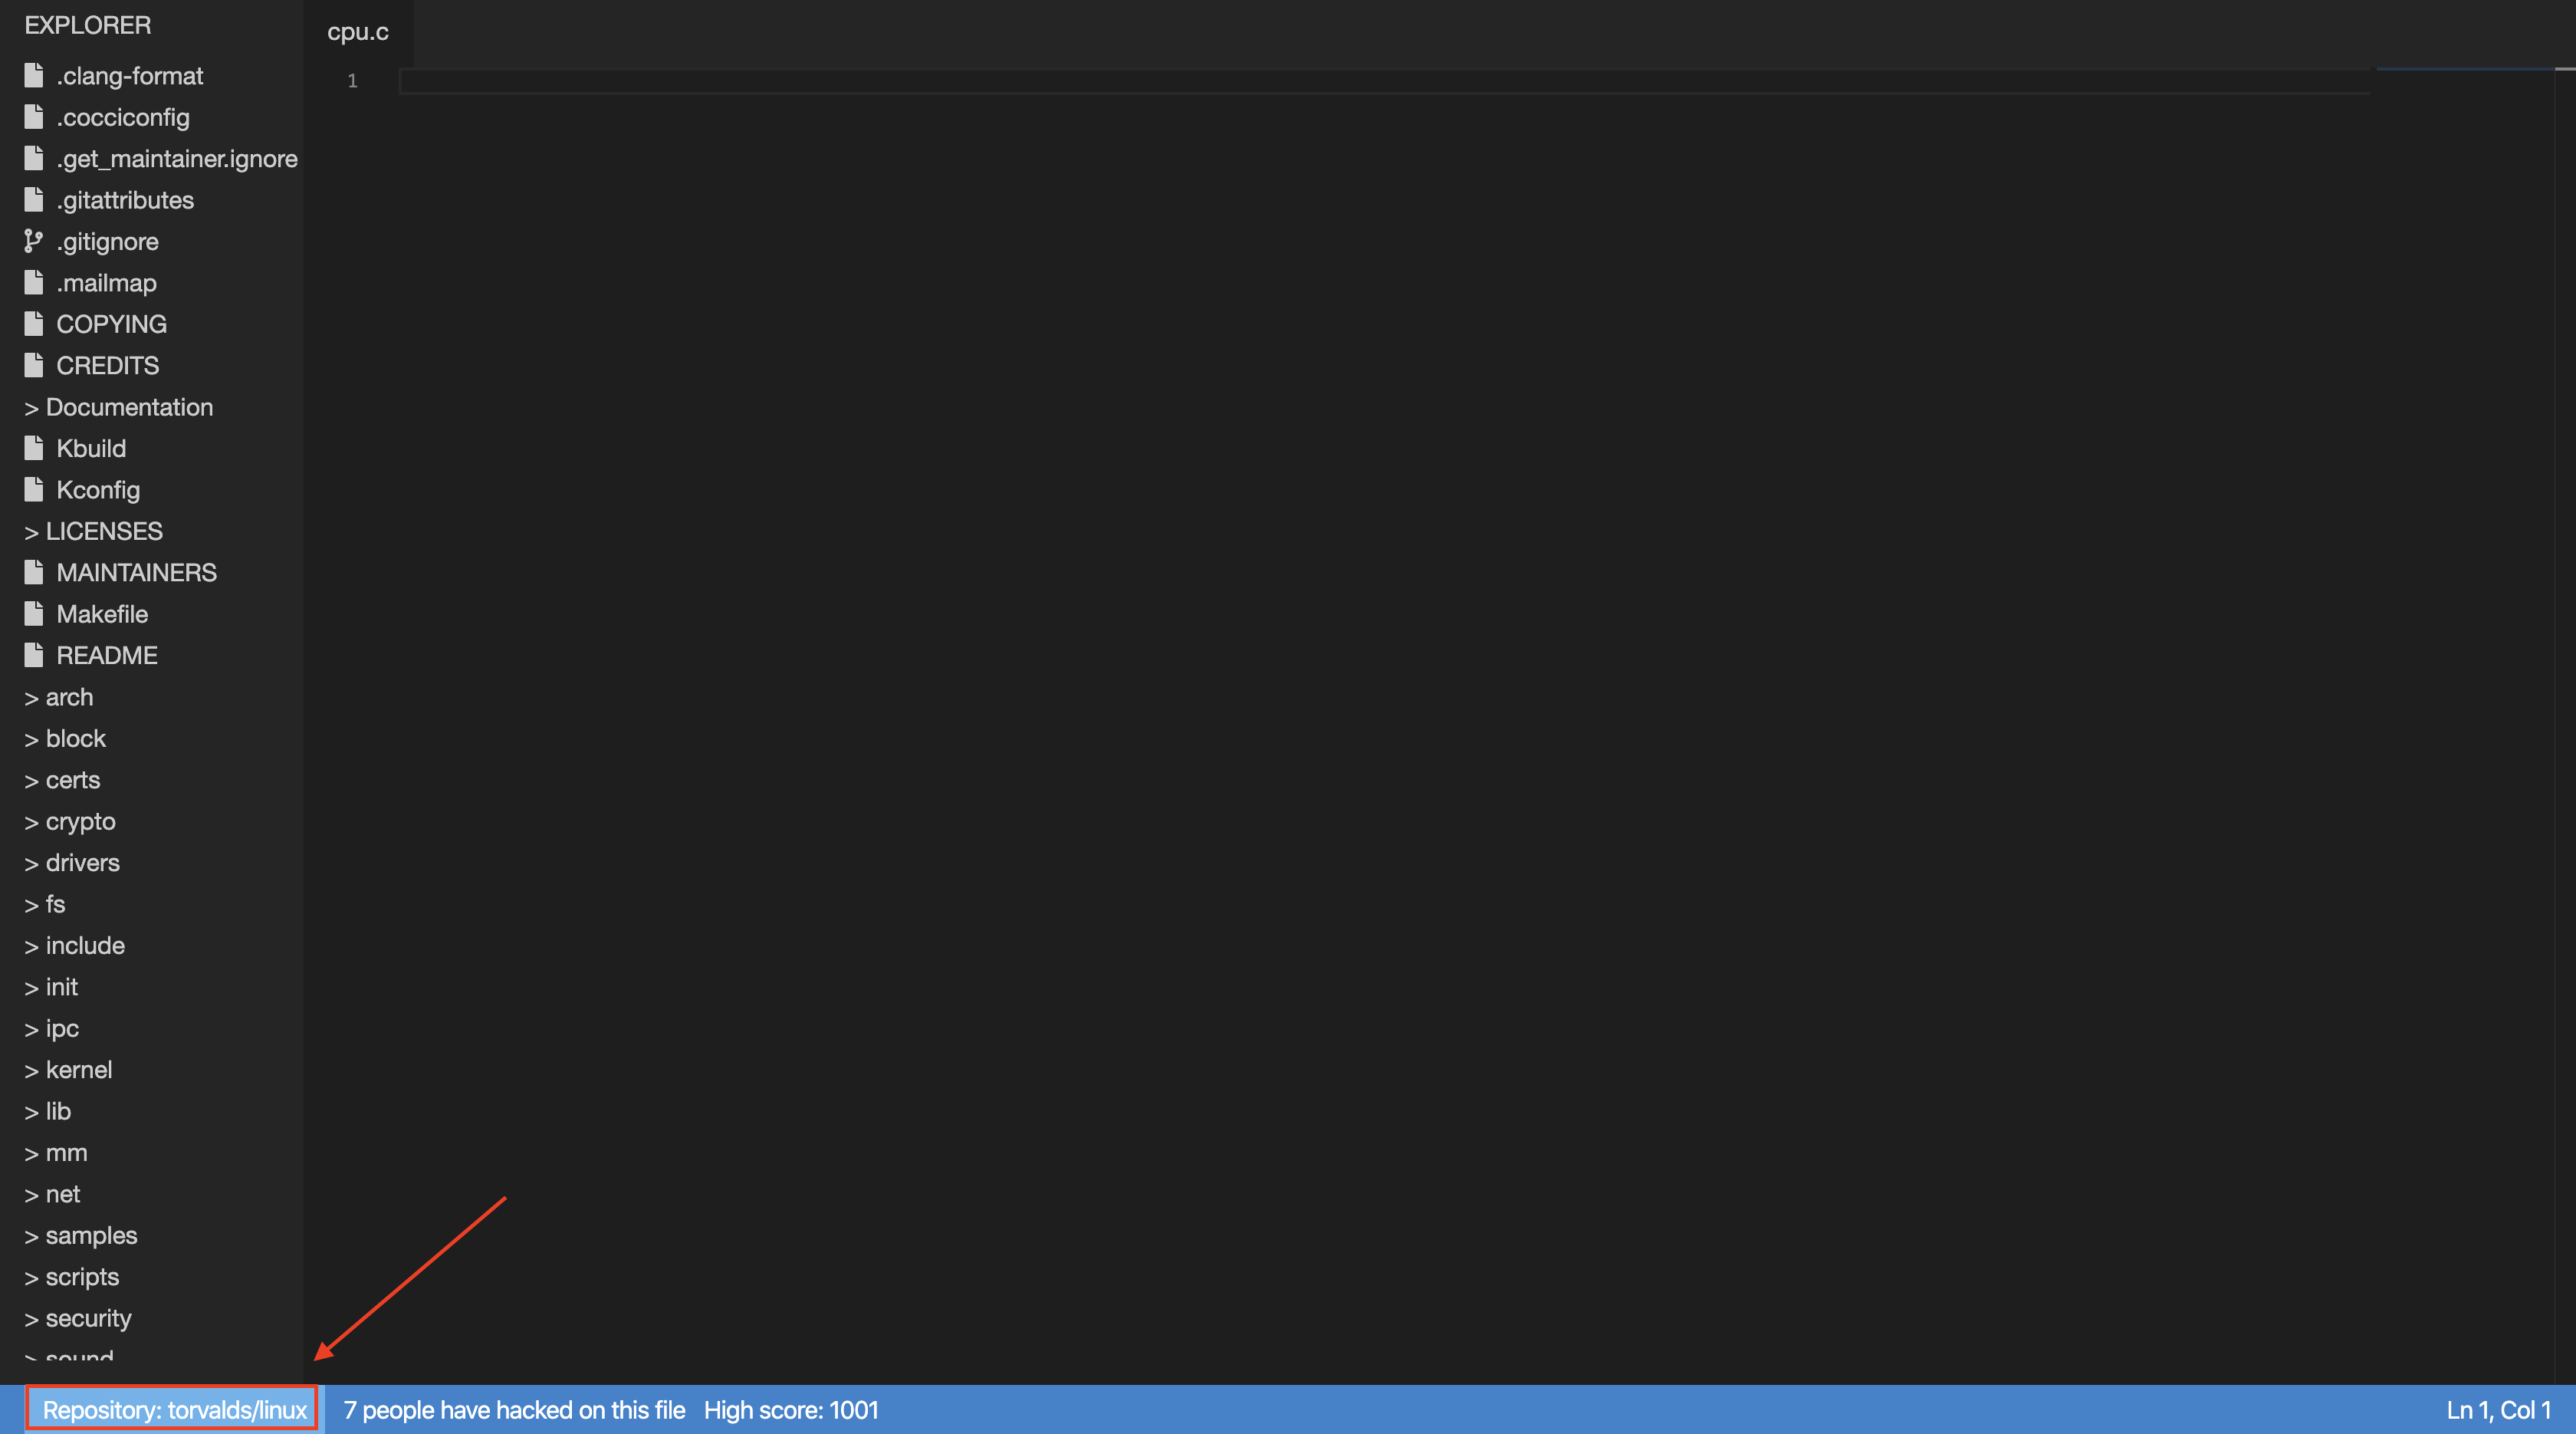 EXPLORER
cpu.c
.clang-format
1
.cocciconfig
.get_maintainer.ignore
.gitattributes
.gitignore
.mailmap
COPYING
CREDITS
> Documentation
Kbuild
Kconfig
> LICENSES
MAINTAINERS
Makefile
README
> arch
> block
> certs
> crypto
> drivers
> fs
> include
> init
> ipc
> kernel
> lib
> mm
> net
> samples
> scripts
> security
> sound
Repository: torvalds/linux 7 people have hacked on this file High score: 1001 Ln 1, Col 1